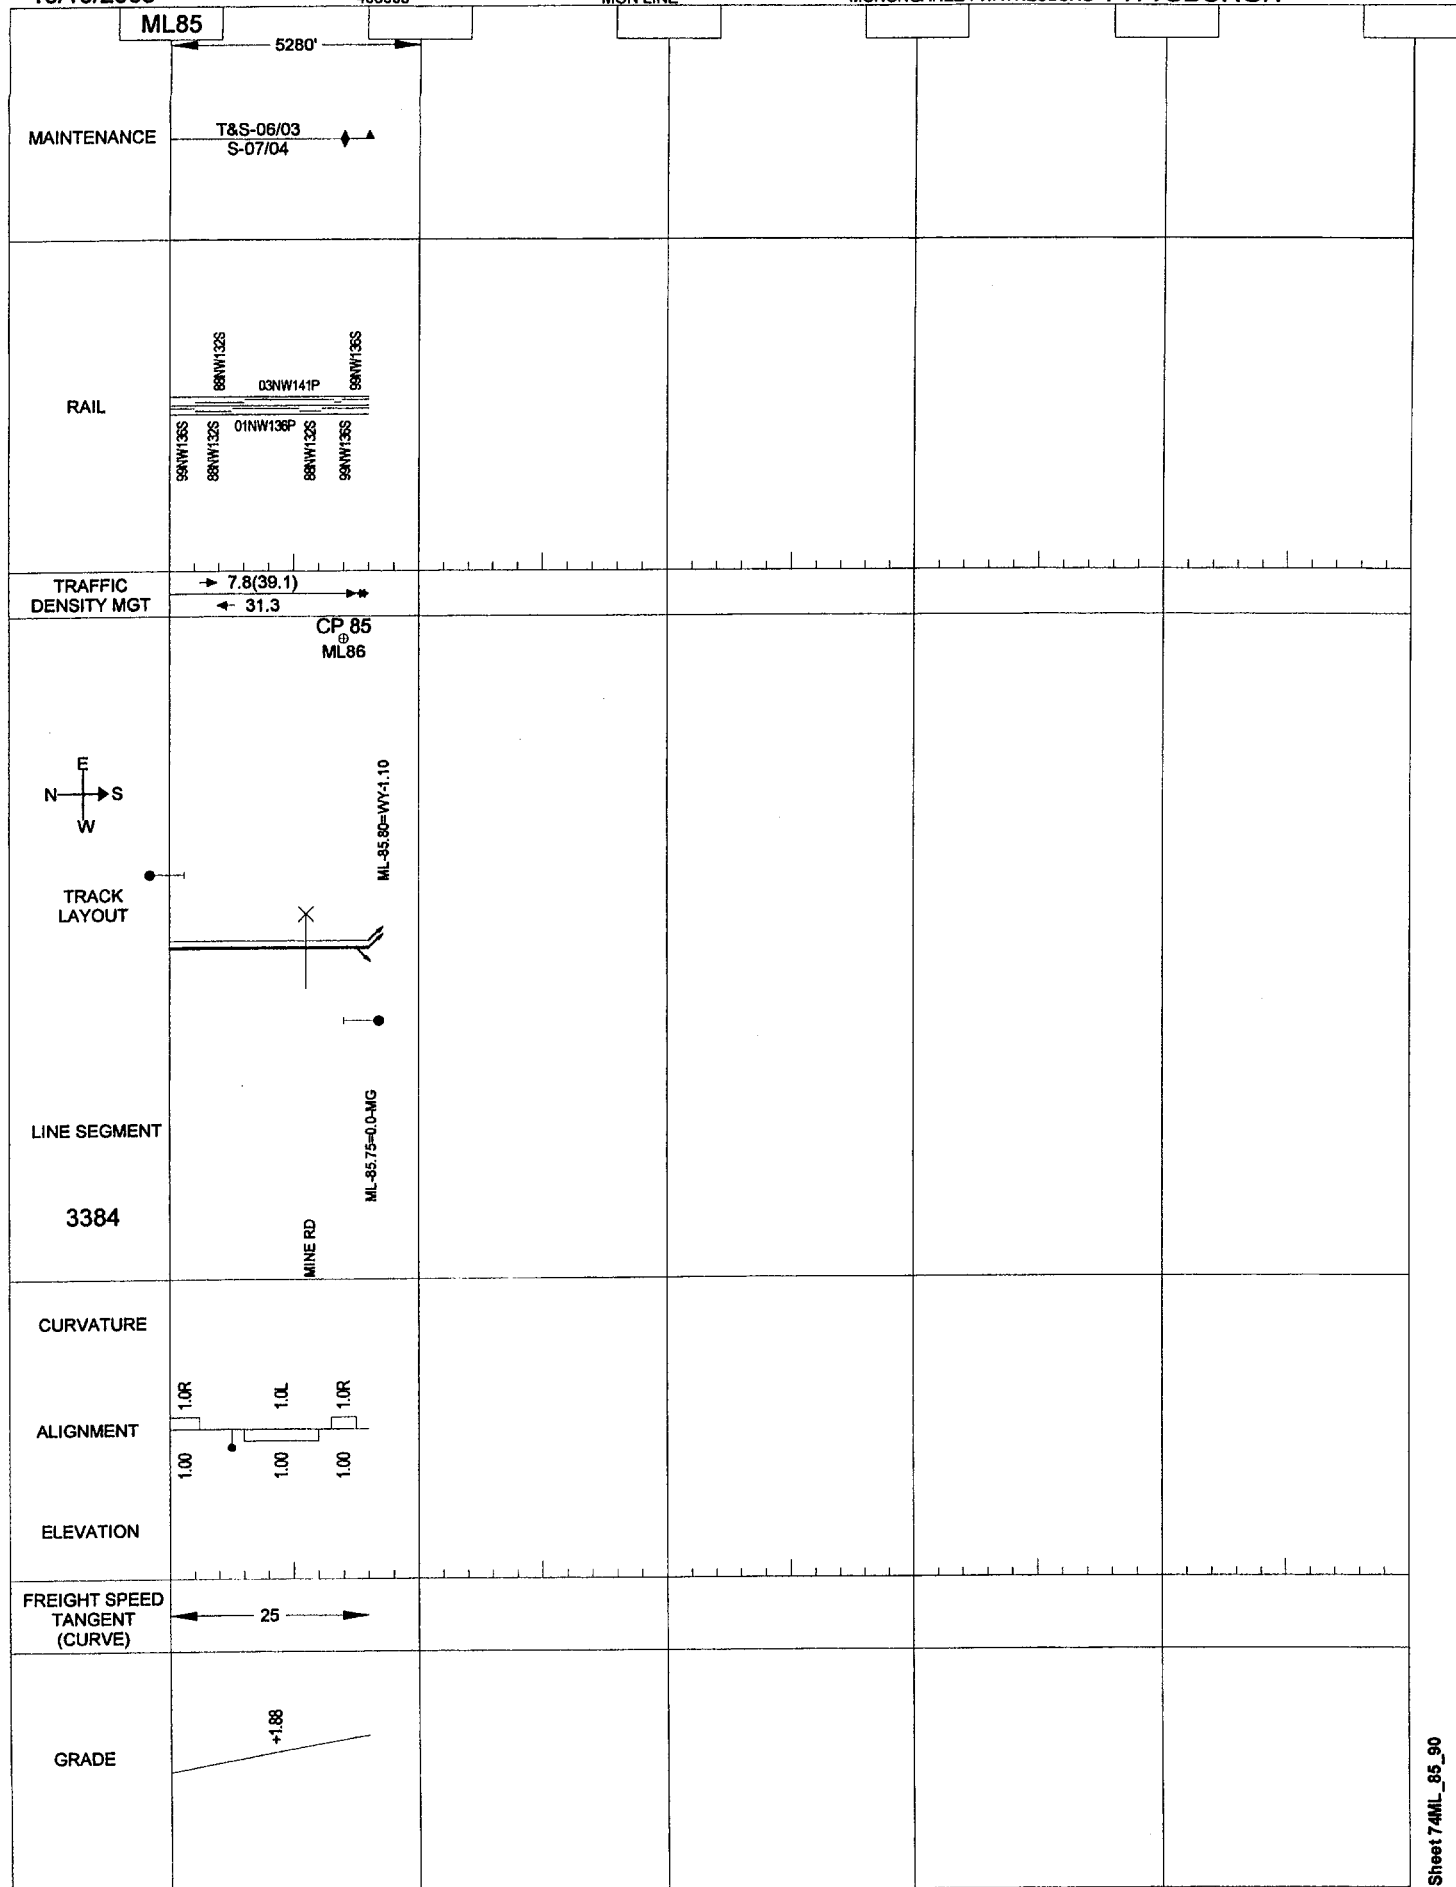 ML85
5280'
MAINTENANCE
T&S-06/03
S-07/04
RAIL
88NW132S
03NW141P
99NW136S
99NW136S
88NW132S
01NW136P
88NW132S
99NW136S
TRAFFIC
DENSITY MGT
7.8(39.1)
31.3
CP 85
ML86
E
N
S
W
ML-85.80=WY-1.10
TRACK
LAYOUT
LINE SEGMENT
3384
ML-85.75=0.0-MG
MINE RD
CURVATURE
1.0R
1.0L
1.0R
ALIGNMENT
1.00
1.00
1.00
ELEVATION
FREIGHT SPEED
TANGENT
(CURVE)
25
GRADE
+1.88
Sheet 74ML_85_90